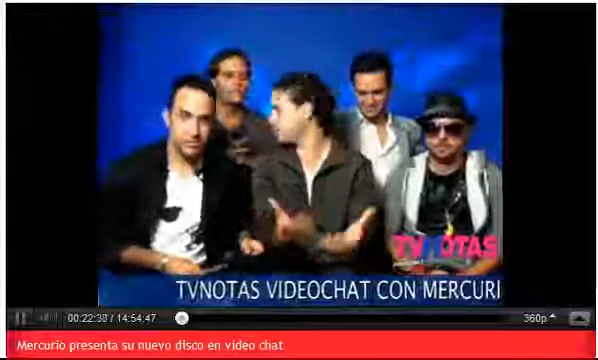 TVNOTAS
TVNOTAS VIDEOCHAT CON MERCURI
00:22:38 / 14:54:47
360p
Mercurio presenta su nuevo disco en video chat